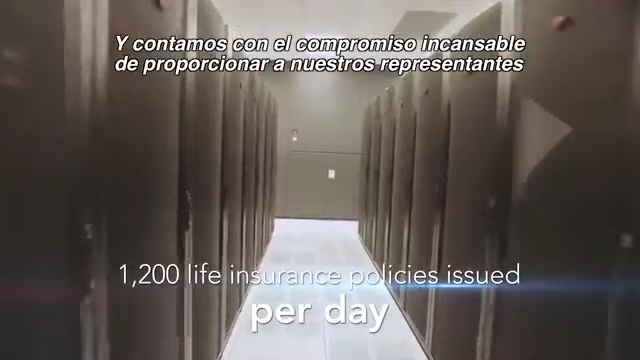 Y contamos con el compromiso incansable
de proporcionar a nuestros representantes
1,200 life insurance policies issued
per day